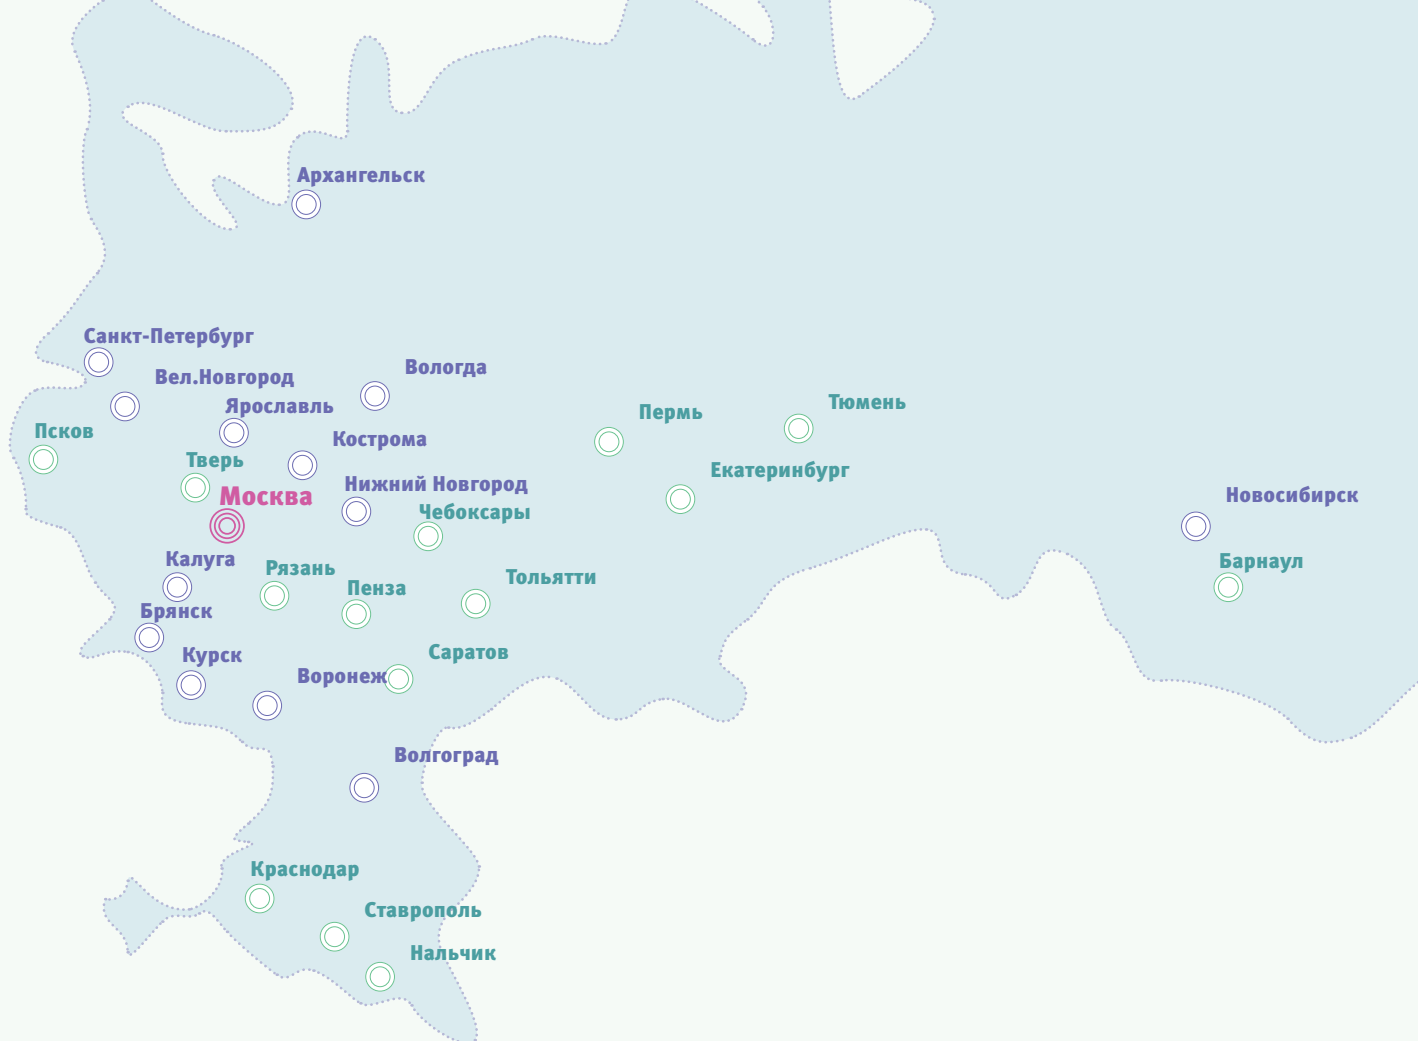 Архангельск
Санкт-Петербург
Вологда
Вел.Новгород
Ярославль
Тюмень
Пермь
Псков
Кострома
Тверь
Екатеринбург
Нижний Новгород
Москва
Новосибирск
Чебоксары
Калуга
Барнаул
Рязань
Тольятти
Пенза
Брянск
Саратов
Курск
Воронеж
Волгоград
Краснодар
Ставрополь
Нальчик